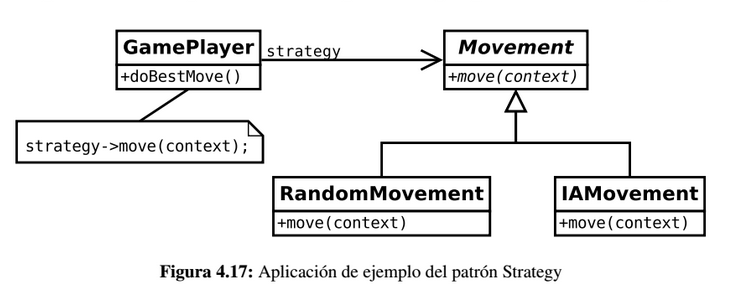 GamePlayer
+doBestMove()
strategy
Movement
+move(context)
strategy->move(context);
RandomMovement
+move(context)
IAMovement
+move(context)
Figura 4.17: Aplicación de ejemplo del patrón Strategy